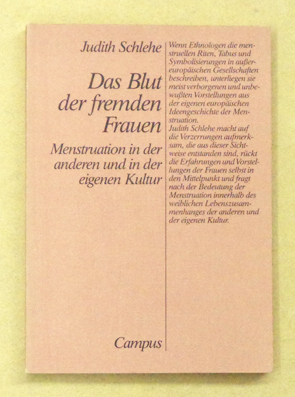 Judith Schlehe
Das Blut
der fremden
Frauen
Menstruation in der
anderen und in der
eigenen Kultur
Wenn Ethnologen die men-
struellen Riten, Tabus und
Symbolisierungen in außer-
europäischen Gesellschaften
beschreiben, unterliegen sie
meist verborgenen und unbe-
wußten Vorstellungen aus
der eigenen europäischen
Ideengeschichte der Men-
struation.
Judith Schlehe macht auf
die Verzerrungen aufmerk-
sam, die aus dieser Sicht-
weise entstanden sind, rückt
die Erfahrungen und Vorstel-
lungen der Frauen selbst in
den Mittelpunkt und fragt
nach der Bedeutung der
Menstruation innerhalb des
weiblichen Lebenszusam-
menhanges der anderen und
der eigenen Kultur.
Campus